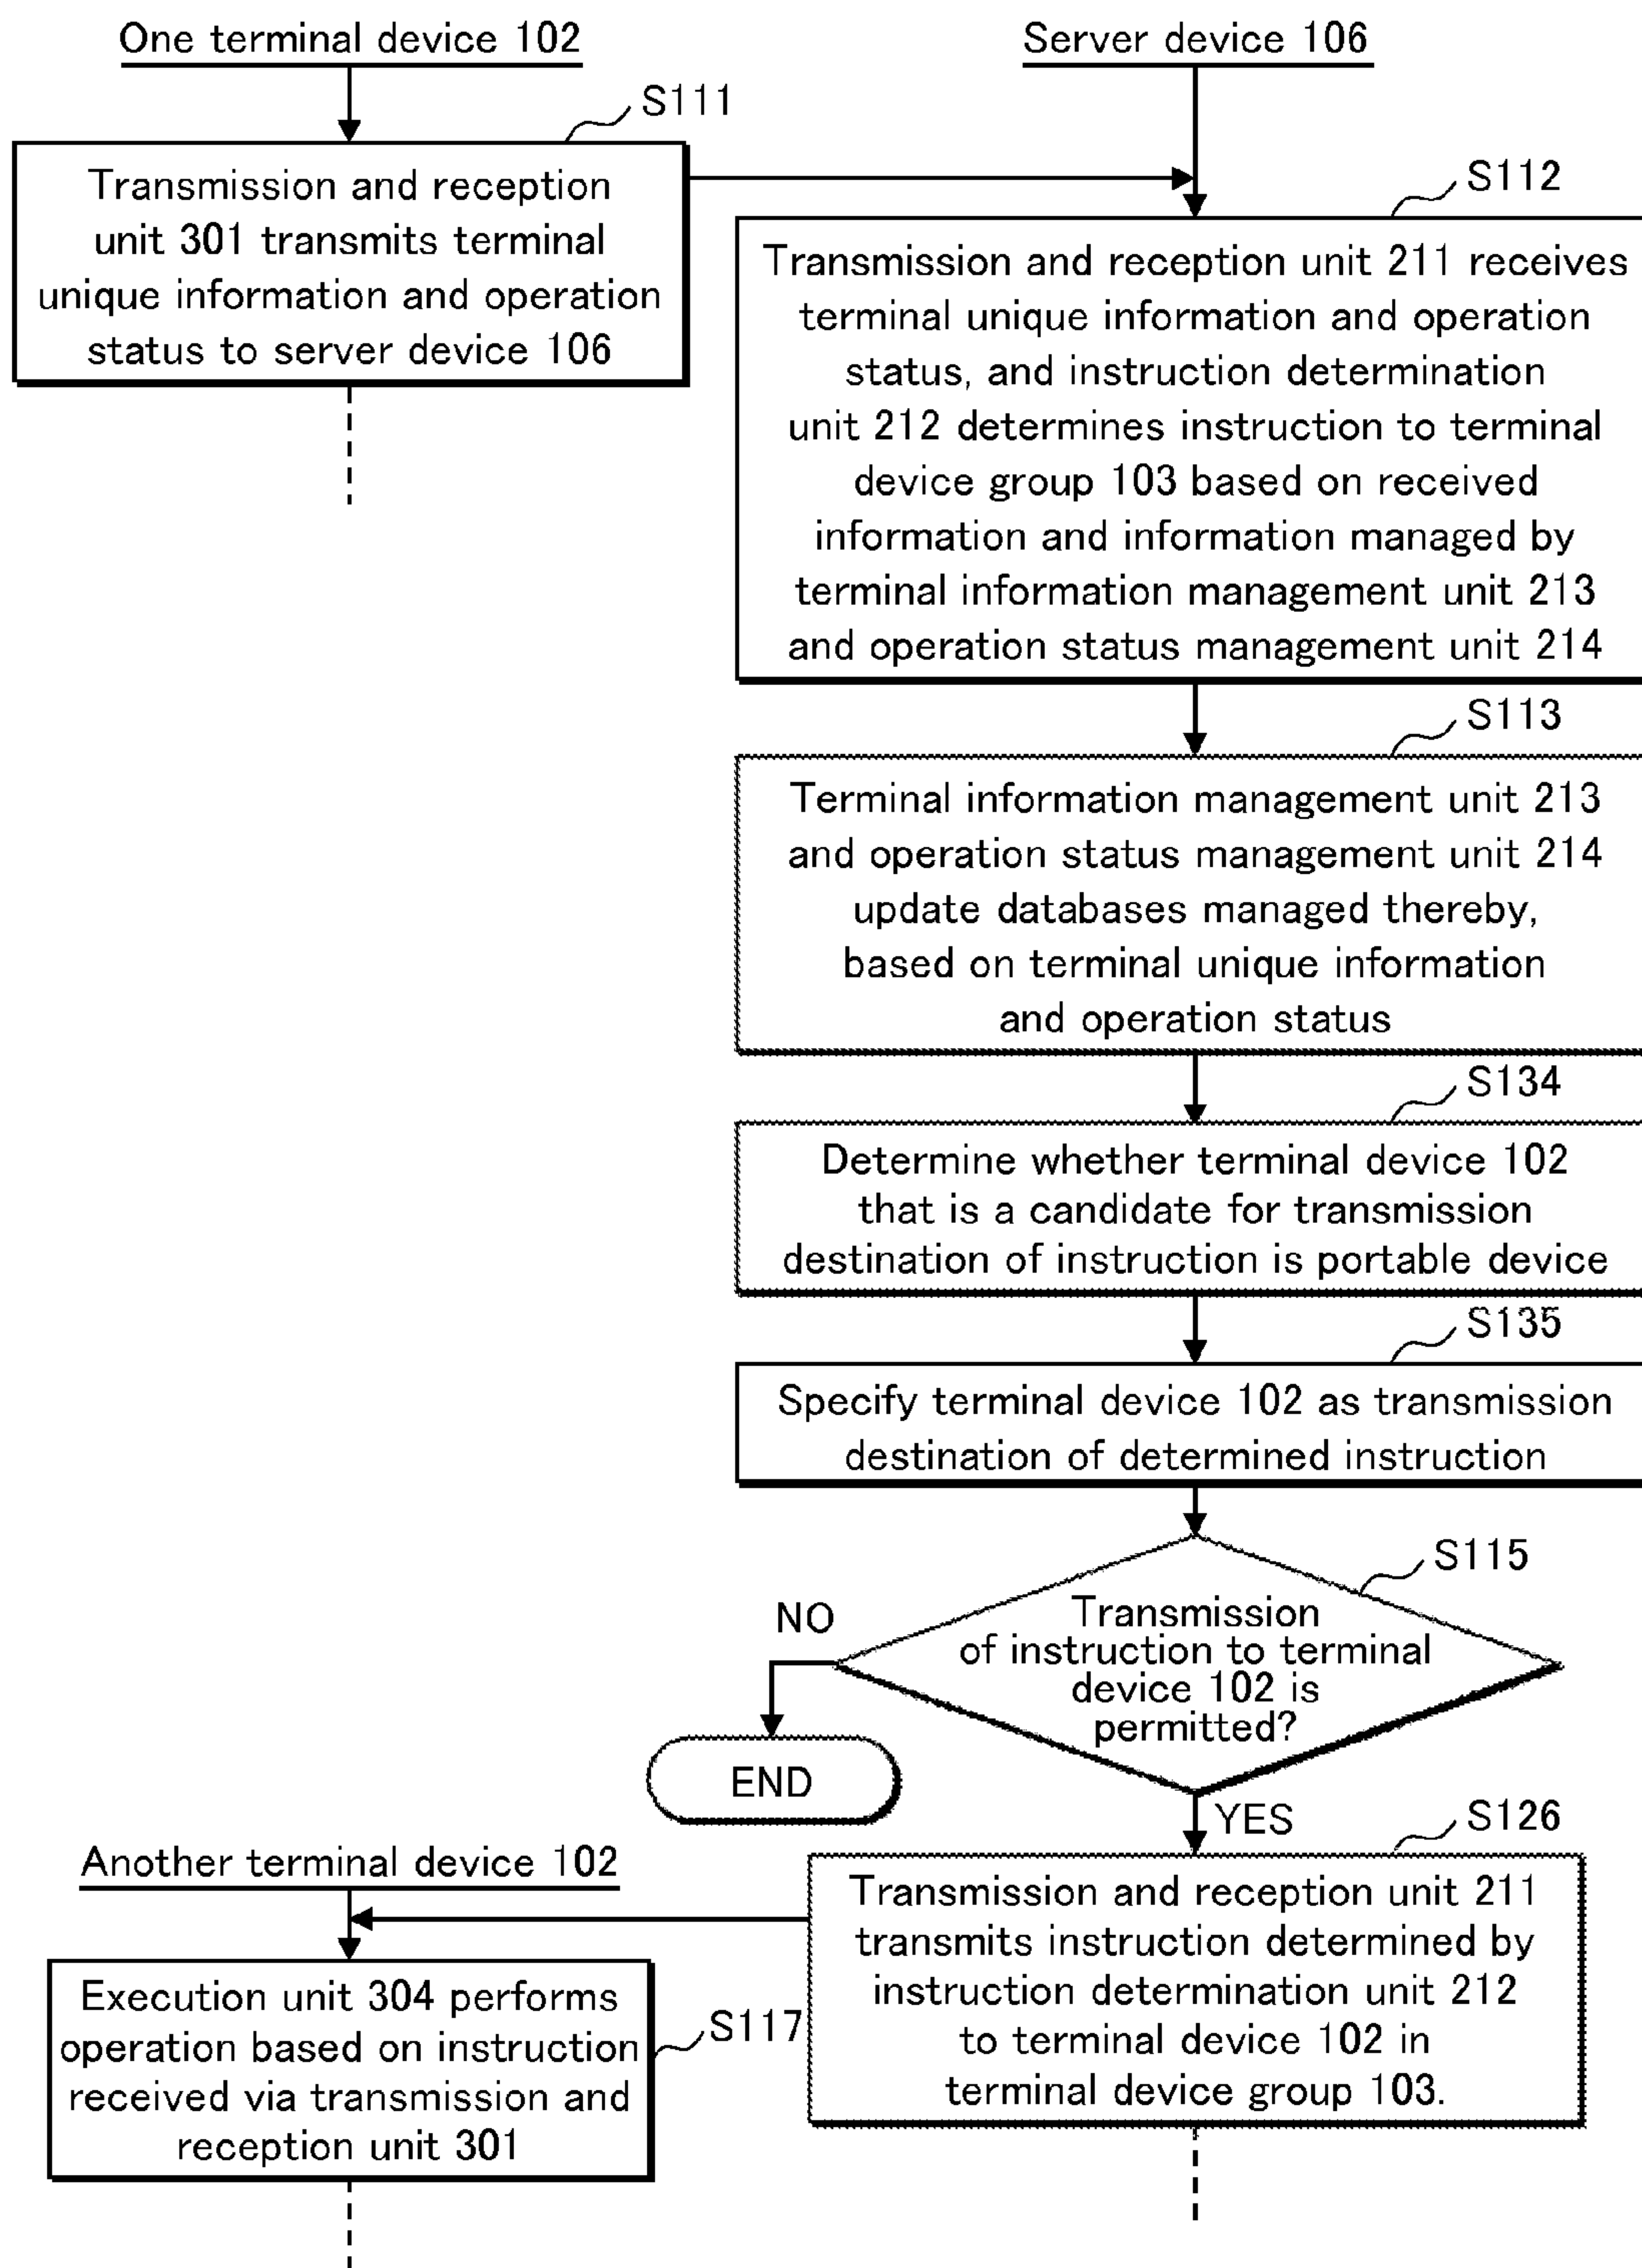 One terminal device 102
Server device 106
S111
Transmission and reception
unit 301 transmits terminal
unique information and operation
status to server device 106
S112
Transmission and reception unit 211 receives
terminal unique information and operation
status, and instruction determination
unit 212 determines instruction to terminal
device group 103 based on received
information and information managed by
terminal information management unit 213
and operation status management unit 214
S113
Terminal information management unit 213
and operation status management unit 214
update databases managed thereby,
based on terminal unique information
and operation status
S134
Determine whether terminal device 102
that is a candidate for transmission
destination of instruction is portable device
S135
Specify terminal device 102 as transmission
destination of determined instruction
S115
Transmission
of instruction to terminal
device 102 is
permitted?
NO
END
YES
S126
Transmission and reception unit 211
transmits instruction determined by
instruction determination unit 212
to terminal device 102 in
terminal device group 103.
Another terminal device 102
Execution unit 304 performs
operation based on instruction
received via transmission and
reception unit 301
S117